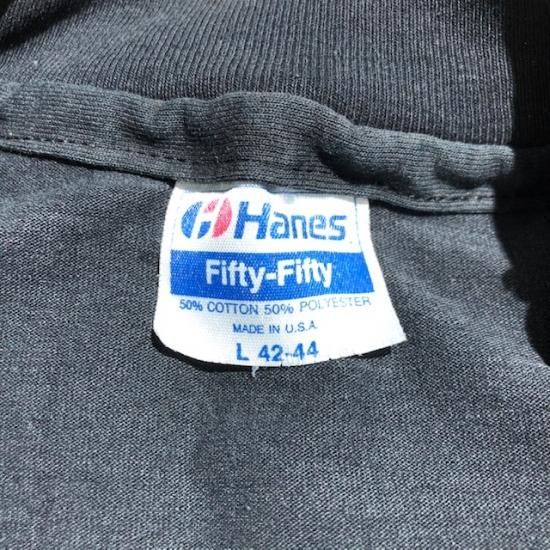 Hanes
Fifty-Fifty
50% COTTON 50% POLYESTER
MADE IN U.S.A
L 42-44